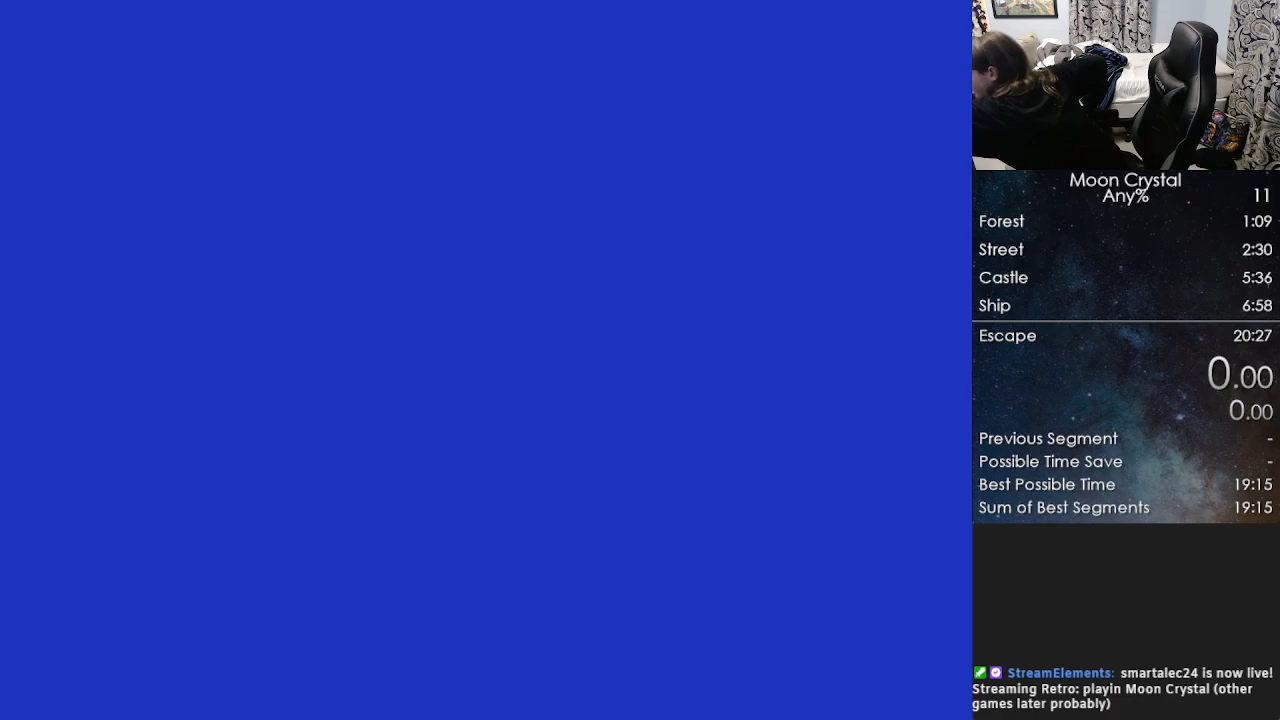 Moon Crystal
Any% 11
Forest 1:09
Street 2:30
Castle 5:36
Ship 6:58
Escape 20:27
0.00
0.00
Previous Segment -
Possible Time Save -
Best Possible Time 19:15
Sum of Best Segments 19:15
StreamElements: smartalec24 is now live!
Streaming Retro: playin Moon Crystal (other
games later probably)